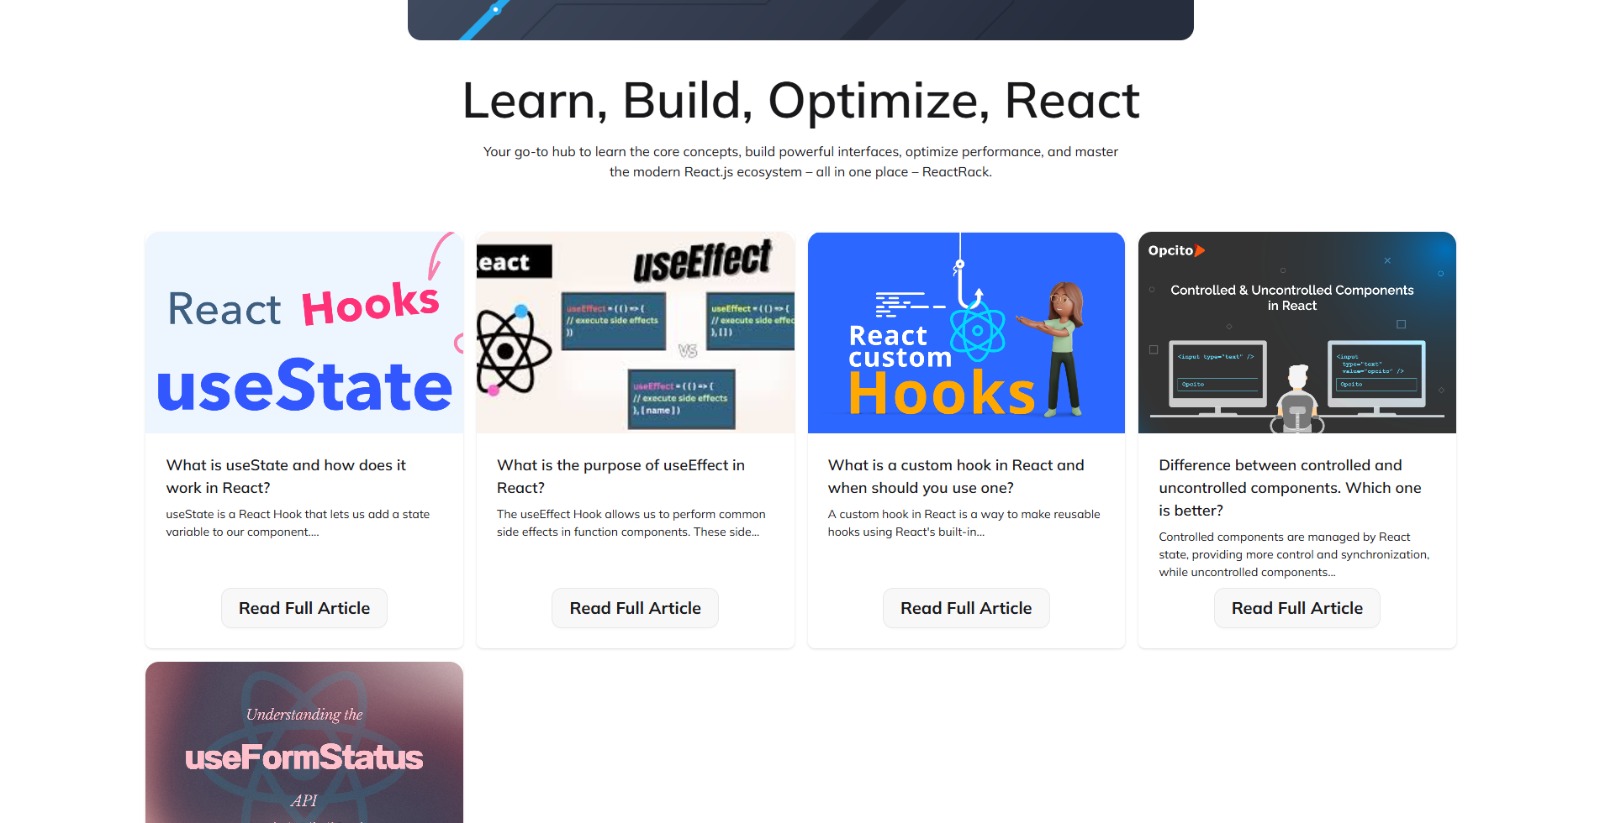 Learn, Build, Optimize, React
Your go-to hub to learn the core concepts, build powerful interfaces, optimize performance, and master
the modern React.js ecosystem – all in one place – ReactRack.
React Hooks
useState
What is useState and how does it
work in React?
useState is a React Hook that lets us add a state
variable to our component....
Read Full Article
eact
useEffect
useEffect = (() => {
// execute side effects
})
useEffect = (() => {
// execute side effec
},[])
VS
useEffect = (() => {
// execute side effects
},[name])
What is the purpose of useEffect in
React?
The useEffect Hook allows us to perform common
side effects in function components. These side...
Read Full Article
React
custom
Hooks
What is a custom hook in React and
when should you use one?
A custom hook in React is a way to make reusable
hooks using React's built-in...
Read Full Article
Opcito
Controlled & Uncontrolled Components
in React
<input type="text" />
Opcito
<input
type="text"
value="opcito" />
Opcito
Difference between controlled and
uncontrolled components. Which one
is better?
Controlled components are managed by React
state, providing more control and synchronization,
while uncontrolled components...
Read Full Article
Understanding the
useFormStatus
API